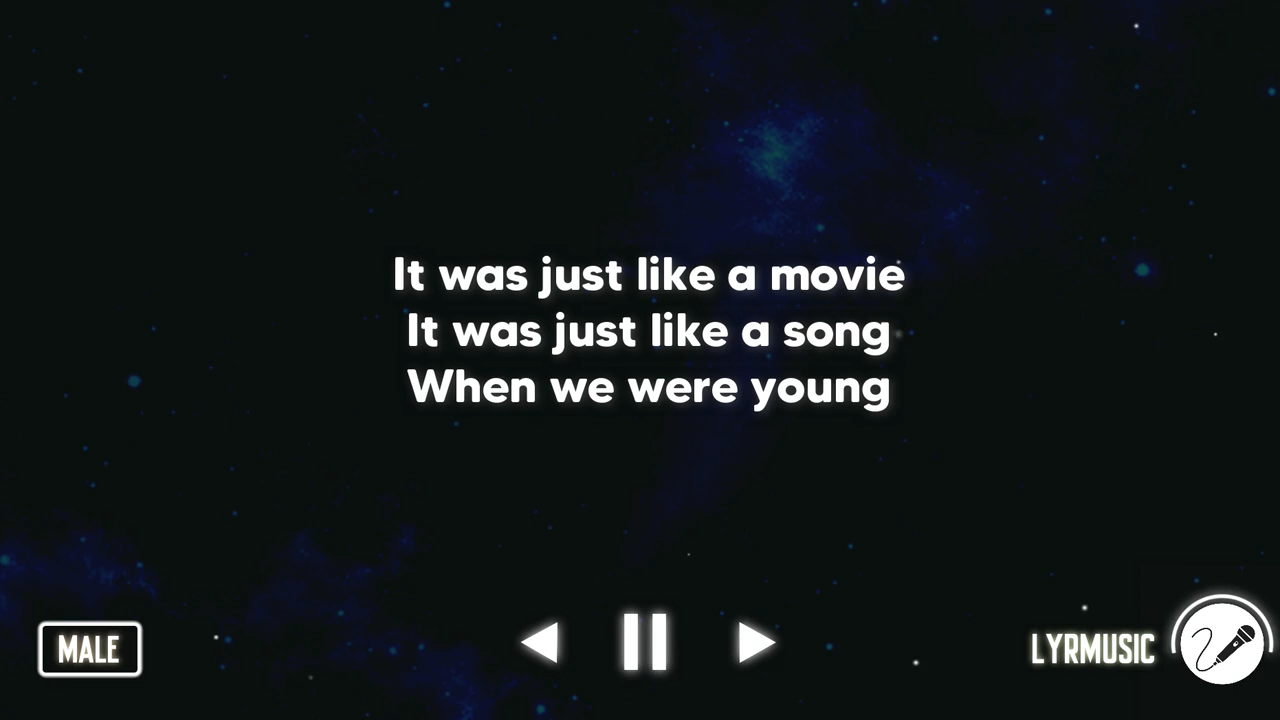 It was just like a movie
It was just like a song
When we were young
MALE
LYRMUSIC